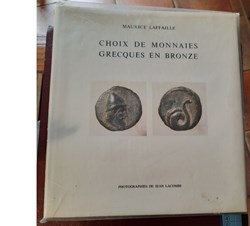 MAURICE LAFFAILLE
CHOIX DE MONNAIES
GRECQUES EN BRONZE
PHOTOGRAPHIES DE JEAN LACOMBE